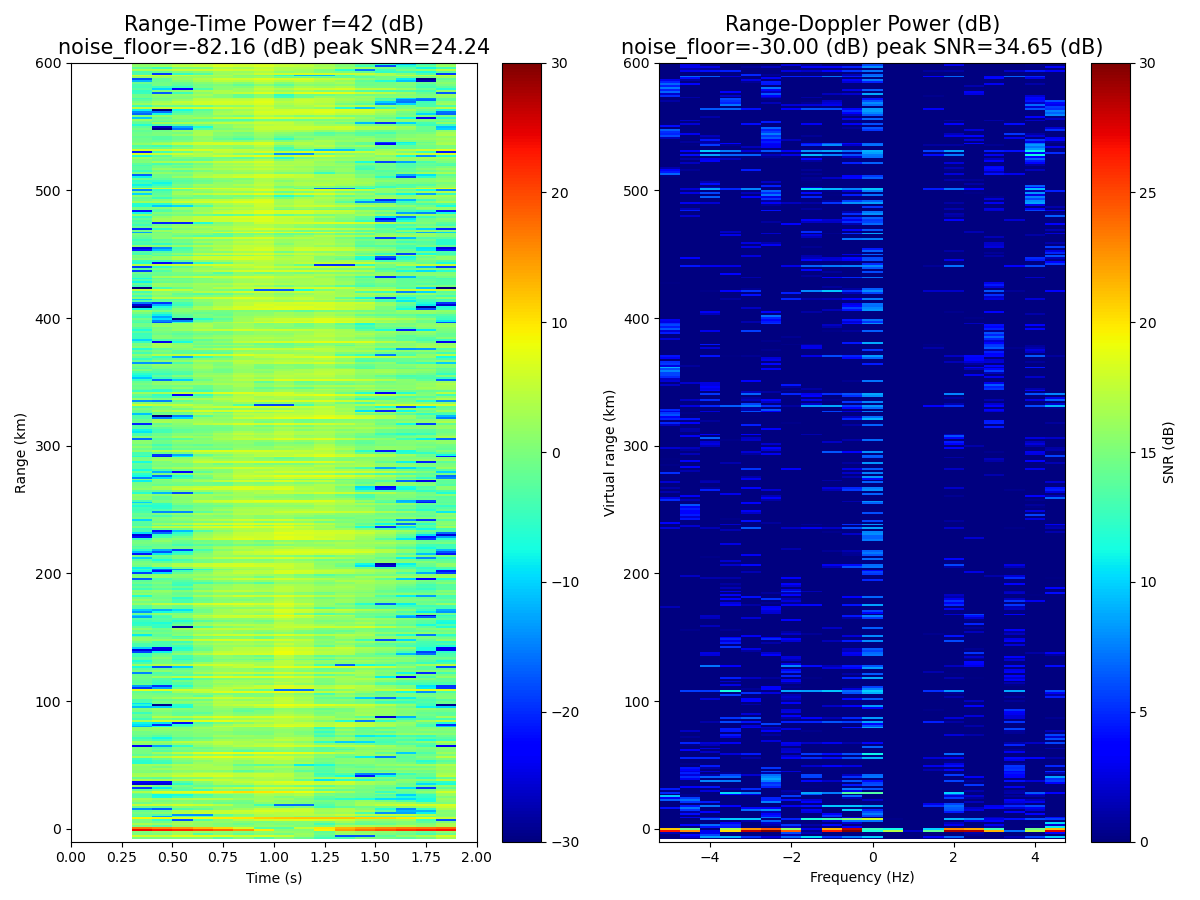 Range-Time Power f=42 (dB)
noise_floor=-82.16 (dB) peak SNR=24.24
Range (km)
600
500
400
300
200
100
0
0.00 0.25 0.50 0.75 1.00 1.25 1.50 1.75 2.00
Time (s)
30
20
10
0
−10
−20
−30
Range-Doppler Power (dB)
noise_floor=-30.00 (dB) peak SNR=34.65 (dB)
Virtual range (km)
600
500
400
300
200
100
0
−4 −2 0 2 4
Frequency (Hz)
30
25
20
15
10
5
0
SNR (dB)